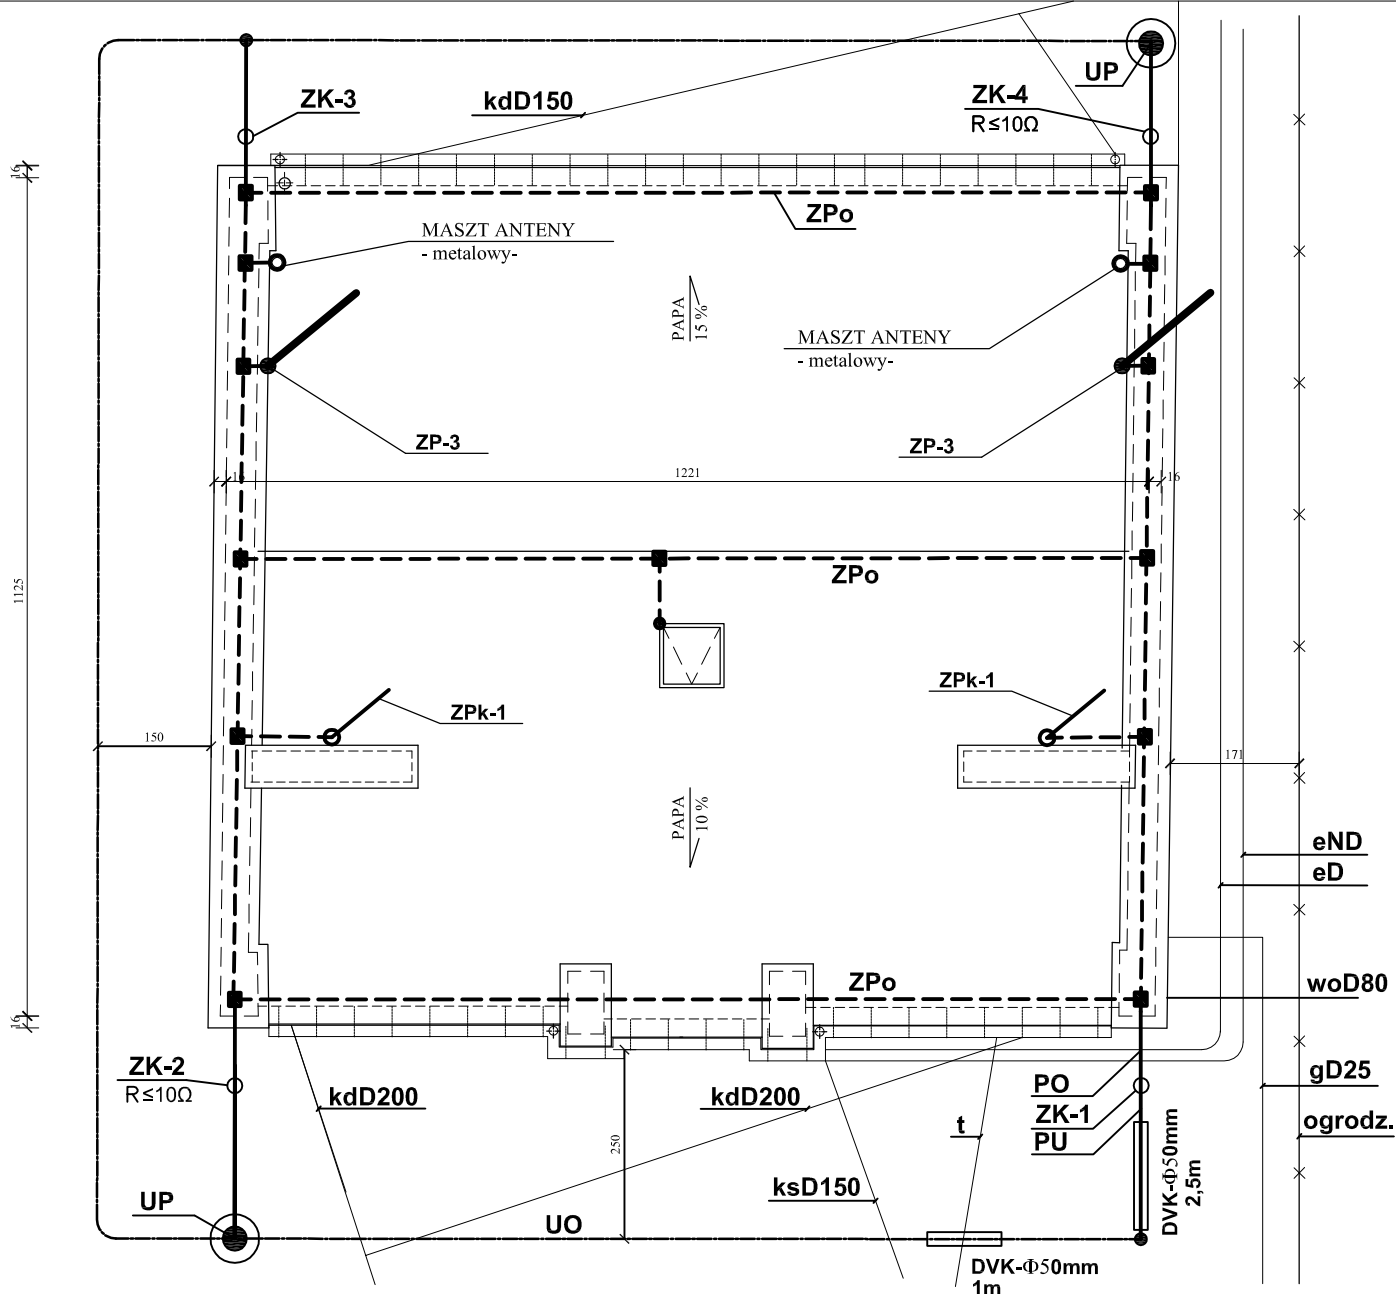 UP
ZK-3
kdD150
ZK-4
R≤10Ω
16
ZPo
MASZT ANTENY
- metalowy-
PAPA
15 %
MASZT ANTENY
- metalowy-
ZP-3
ZP-3
16
1221
16
1125
ZPo
ZPk-1
ZPk-1
150
171
PAPA
10 %
eND
eD
ZPo
woD80
16
ZK-2
R≤10Ω
kdD200
kdD200
PO
ZK-1
PU
gD25
ogrodz.
t
250
DVK-Φ50mm
2,5m
ksD150
UP
UO
DVK-Φ50mm
1m